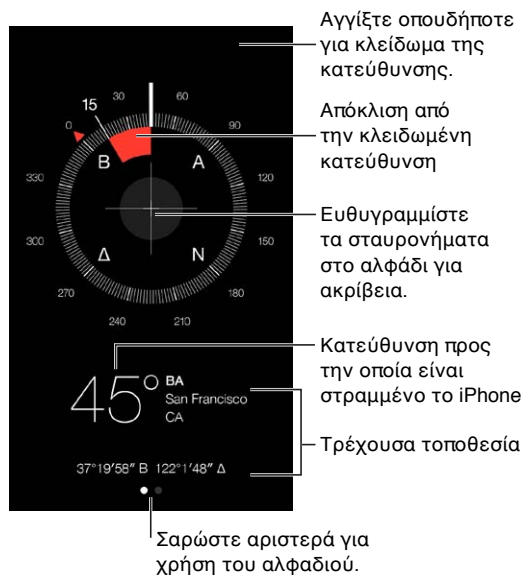 Αγγίξτε οπουδήποτε
για κλείδωμα της
κατεύθυνσης.
Απόκλιση από
την κλειδωμένη
κατεύθυνση
Ευθυγραμμίστε
τα σταυρονήματα
στο αλφάδι για
ακρίβεια.
Κατεύθυνση προς
την οποία είναι
στραμμένο το iPhone
Τρέχουσα τοποθεσία
15
30
60
0
90
B
A
330
120
300
150
Δ
N
270
180
240
210
45°
BA
San Francisco
CA
37°19′58″ B 122°1′48″ Δ
Σαρώστε αριστερά για
χρήση του αλφαδιού.